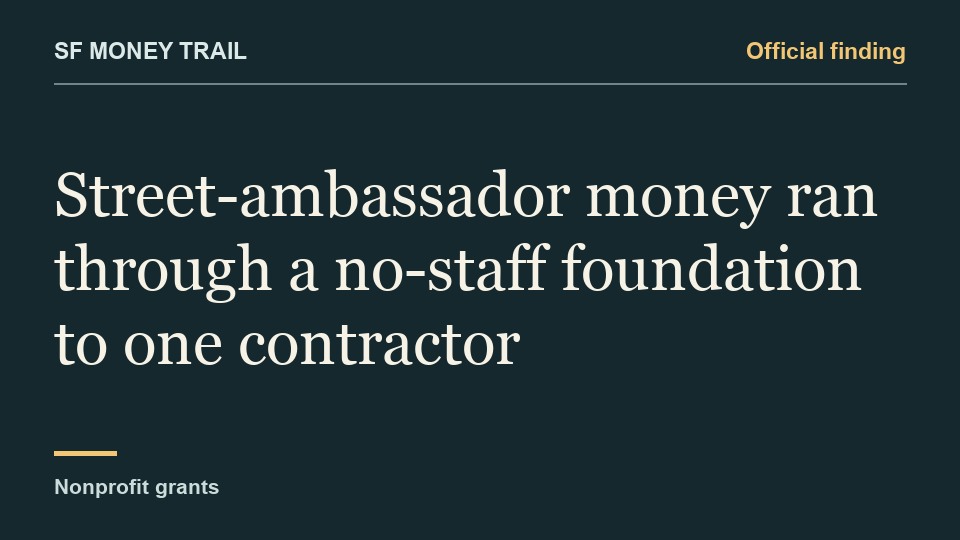 SF MONEY TRAIL
Official finding
Street-ambassador money ran
through a no-staff foundation
to one contractor
Nonprofit grants